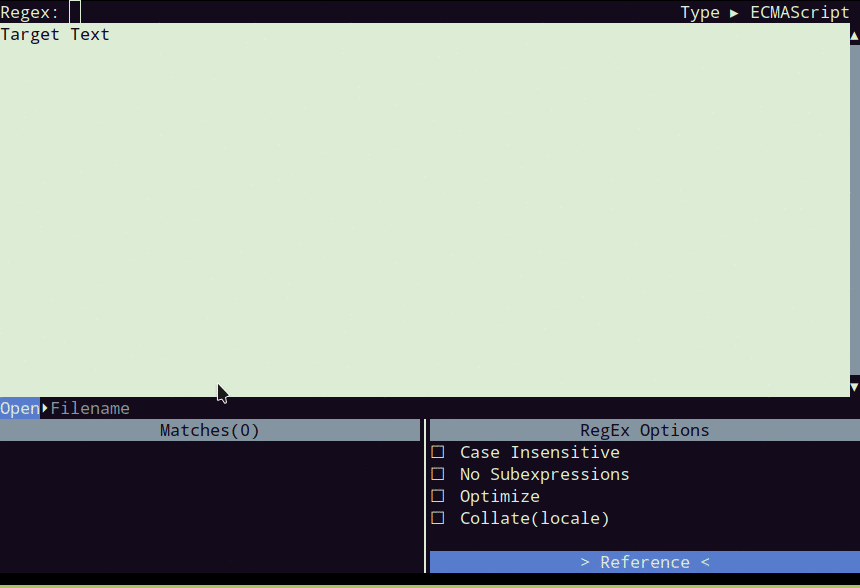 Regex: Type ► ECMAScript
Target Text
Open Filename
Matches(0) RegEx Options
Case Insensitive
No Subexpressions
Optimize
Collate(locale)
> Reference <